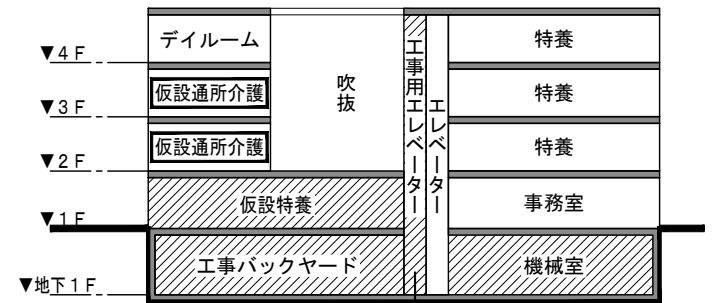 デイルーム
特養
▼4F
仮設通所介護
吹抜
工事用エレベーター
エレベーター
特養
▼3F
仮設通所介護
特養
▼2F
仮設特養
事務室
▼1F
工事バックヤード
機械室
▼地下1F